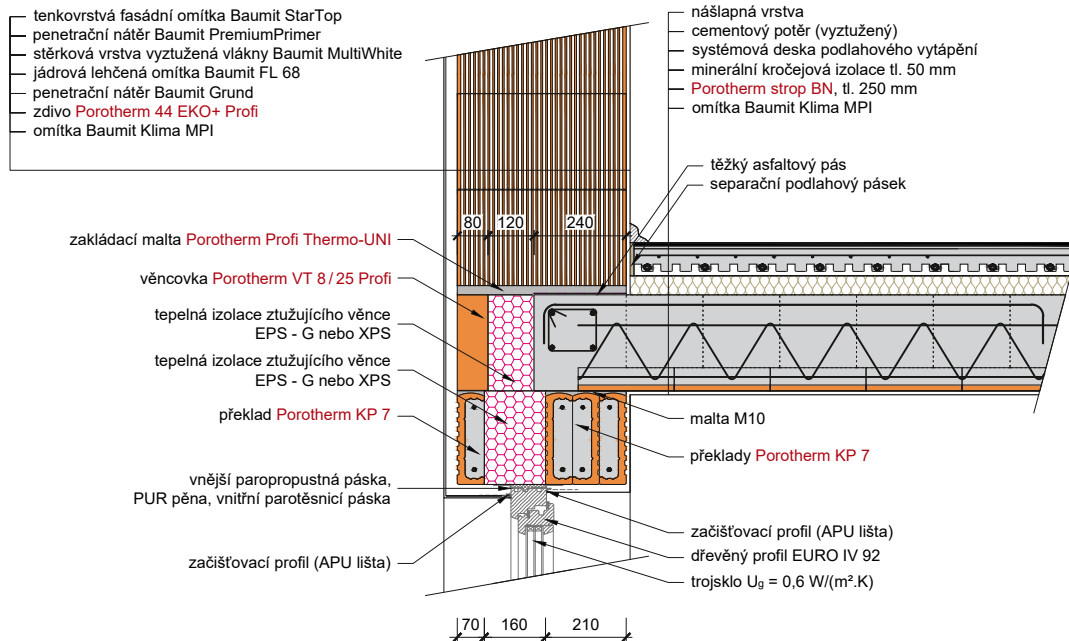 tenkovrstvá fasádní omítka Baumit StarTop
penetrační nátěr Baumit PremiumPrimer
stěrková vrstva vyztužená vlákny Baumit MultiWhite
jádrová lehčená omítka Baumit FL 68
penetrační nátěr Baumit Grund
zdivo Porotherm 44 EKO+ Profi
omítka Baumit Klima MPI
nášlapná vrstva
cementový potěr (vyztužený)
systémová deska podlahového vytápění
minerální kročejová izolace tl. 50 mm
Porotherm strop BN, tl. 250 mm
omítka Baumit Klima MPI
těžký asfaltový pás
separační podlahový pásek
80 120 240
zakládací malta Porotherm Profi Thermo-UNI
věncovka Porotherm VT 8 / 25 Profi
tepelná izolace ztužujícího věnce
EPS - G nebo XPS
tepelná izolace ztužujícího věnce
EPS - G nebo XPS
překlad Porotherm KP 7
vnější paropropustná páska,
PUR pěna, vnitřní parotěsnicí páska
začišťovací profil (APU lišta)
malta M10
překlady Porotherm KP 7
začišťovací profil (APU lišta)
dřevěný profil EURO IV 92
trojsklo Ug = 0,6 W/(m².K)
70 160 210